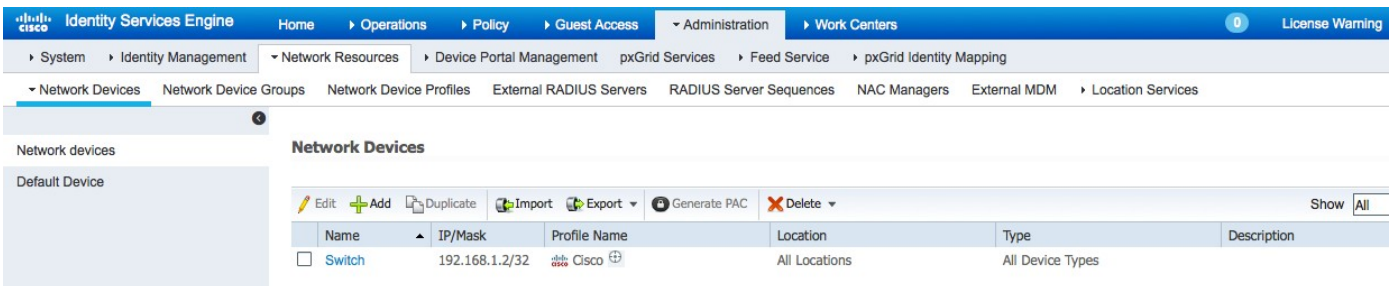 cisco Identity Services Engine Home Operations Policy Guest Access Administration Work Centers 0 License Warning
System Identity Management Network Resources Device Portal Management pxGrid Services Feed Service pxGrid Identity Mapping
Network Devices Network Device Groups Network Device Profiles External RADIUS Servers RADIUS Server Sequences NAC Managers External MDM Location Services
Network devices
Default Device
Network Devices
Edit Add Duplicate Import Export Generate PAC Delete Show All
Name IP/Mask Profile Name Location Type Description
Switch 192.168.1.2/32 cisco Cisco All Locations All Device Types